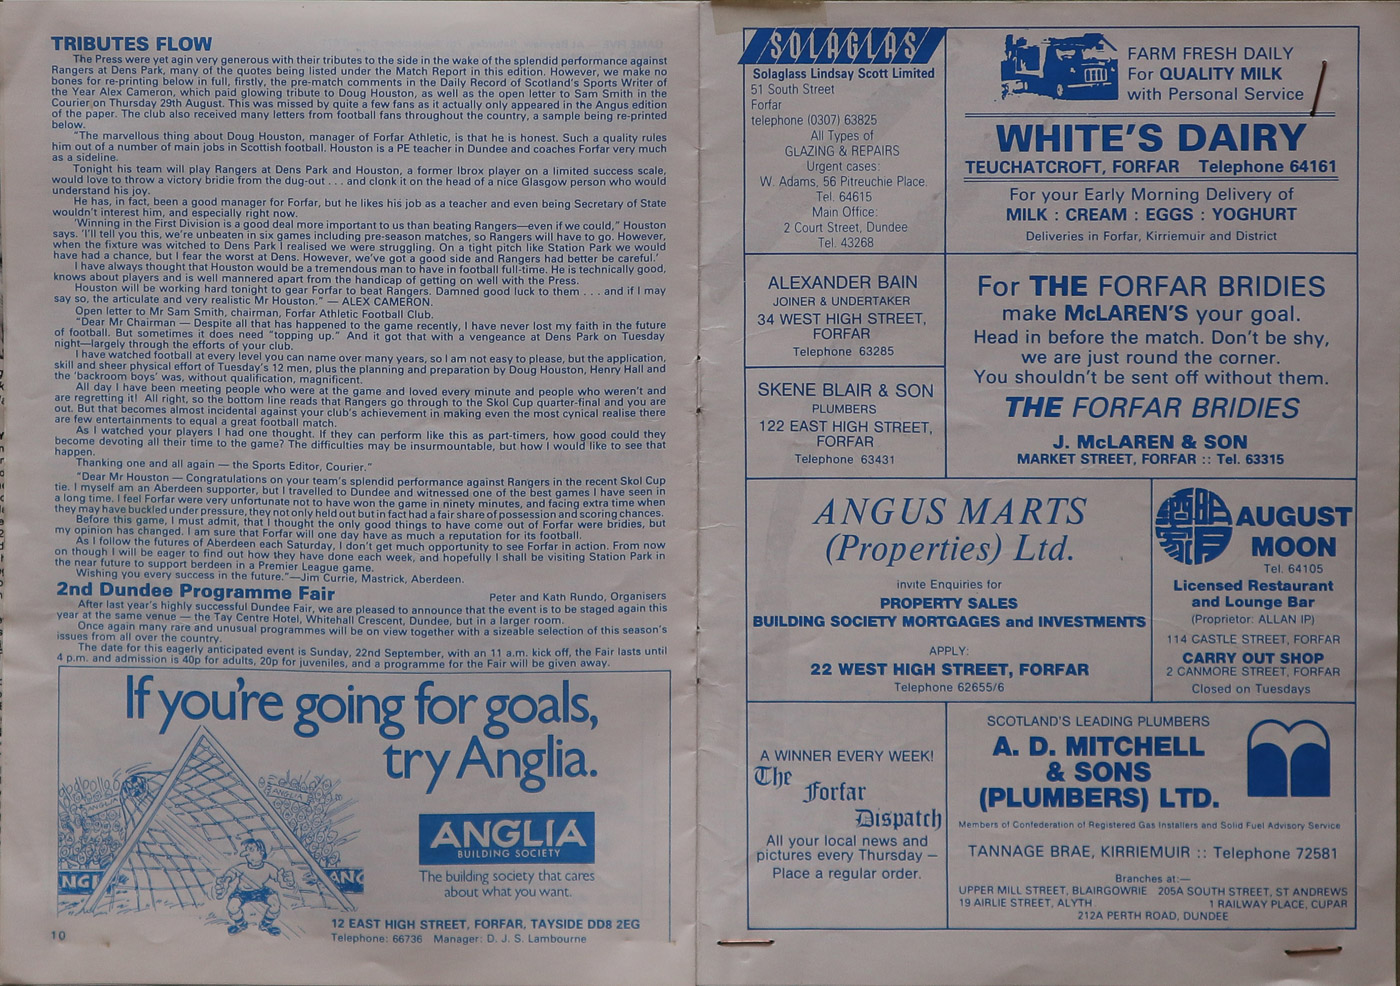 TRIBUTES FLOW
The Press were yet agin very generous with their tributes to the side in the wake of the splendid performance against
Rangers at Dens Park, many of the quotes being listed under the Match Report in this edition. However, we make no
bones for re-printing below in full, firstly, the pre-match comments in the Daily Record of Scotland's Sports Writer of
the Year Alex Cameron, which paid glowing tribute to Doug Houston, as well as the open letter to Sam Smith in the
Courier on Thursday 29th August. This was missed by quite a few fans as it actually only appeared in the Angus edition
of the paper. The club also received many letters from football fans throughout the country, a sample being re-printed
below.
"The marvellous thing about Doug Houston, manager of Forfar Athletic, is that he is honest. Such a quality rules
him out of a number of main jobs in Scottish football. Houston is a PE teacher in Dundee and coaches Forfar very much
as a sideline.
Tonight his team will play Rangers at Dens Park and Houston, a former Ibrox player on a limited success scale,
would love to throw a victory bridie from the dug-out . . . and clonk it on the head of a nice Glasgow person who would
understand his joy.
He has, in fact, been a good manager for Forfar, but he likes his job as a teacher and even being Secretary of State
wouldn't interest him, and especially right now.
'Winning in the First Division is a good deal more important to us than beating Rangers—even if we could," Houston
says. 'I'll tell you this, we're unbeaten in six games including pre-season matches, so Rangers will have to go. However,
when the fixture was witched to Dens Park I realised we were struggling. On a tight pitch like Station Park we would
have had a chance, but I fear the worst at Dens. However, we've got a good side and Rangers had better be careful.'
I have always thought that Houston would be a tremendous man to have in football full-time. He is technically good,
knows about players and is well mannered apart from the handicap of getting on well with the Press.
Houston will be working hard tonight to gear Forfar to beat Rangers. Damned good luck to them . . . and if I may
say so, the articulate and very realistic Mr Houston." — ALEX CAMERON.
Open letter to Mr Sam Smith, chairman, Forfar Athletic Football Club.
"Dear Mr Chairman — Despite all that has happened to the game recently, I have never lost my faith in the future
of football. But sometimes it does need "topping up." And it got that with a vengeance at Dens Park on Tuesday
night—largely through the efforts of your club.
I have watched football at every level you can name over many years, so I am not easy to please, but the application,
skill and sheer physical effort of Tuesday's 12 men, plus the planning and preparation by Doug Houston, Henry Hall and
the 'backroom boys' was, without qualification, magnificent.
All day I have been meeting people who were at the game and loved every minute and people who weren't and
are regretting it! All right, so the bottom line reads that Rangers go through to the Skol Cup quarter-final and you are
out. But that becomes almost incidental against your club's achievement in making even the most cynical realise there
are few entertainments to equal a great football match.
As I watched your players I had one thought. If they can perform like this as part-timers, how good could they
become devoting all their time to the game? The difficulties may be insurmountable, but how I would like to see that
happen.
Thanking one and all again — the Sports Editor, Courier."
"Dear Mr Houston — Congratulations on your team's splendid performance against Rangers in the recent Skol Cup
tie. I myself am an Aberdeen supporter, but I travelled to Dundee and witnessed one of the best games I have seen in
a long time. I feel Forfar were very unfortunate not to have won the game in ninety minutes, and facing extra time when
they may have buckled under pressure, they not only held out but in fact had a fair share of possession and scoring chances.
Before this game, I must admit, that I thought the only good things to have come out of Forfar were bridies, but
my opinion has changed. I am sure that Forfar will one day have as much a reputation for its football.
As I follow the futures of Aberdeen each Saturday, I don't get much opportunity to see Forfar in action. From now
on though I will be eager to find out how they have done each week, and hopefully I shall be visiting Station Park in
the near future to support berdeen in a Premier League game.
Wishing you every success in the future."—Jim Currie, Mastrick, Aberdeen.
2nd Dundee Programme Fair
Peter and Kath Rundo, Organisers
After last year's highly successful Dundee Fair, we are pleased to announce that the event is to be staged again this
year at the same venue — the Tay Centre Hotel, Whitehall Crescent, Dundee, but in a larger room.
Once again many rare and unusual programmes will be on view together with a sizeable selection of this season's
issues from all over the country.
The date for this eagerly anticipated event is Sunday, 22nd September, with an 11 a.m. kick off, the Fair lasts until
4 p.m. and admission is 40p for adults, 20p for juveniles, and a programme for the Fair will be given away.
If you're going for goals,
try Anglia.
ANGLIA
ANGLIA
NGL
ANG
ANGLIA
BUILDING SOCIETY
The building society that cares
about what you want.
12 EAST HIGH STREET, FORFAR, TAYSIDE DD8 2EG
Telephone: 66736 Manager: D. J. S. Lambourne
10
SOLAGLAS
Solaglass Lindsay Scott Limited
51 South Street
Forfar
telephone (0307) 63825
All Types of
GLAZING & REPAIRS
Urgent cases:
W. Adams, 56 Pitreuchie Place.
Tel. 64615
Main Office:
2 Court Street, Dundee
Tel. 43268
FARM FRESH DAILY
For QUALITY MILK
with Personal Service
WHITE'S DAIRY
TEUCHATCROFT, FORFAR Telephone 64161
For your Early Morning Delivery of
MILK : CREAM : EGGS : YOGHURT
Deliveries in Forfar, Kirriemuir and District
ALEXANDER BAIN
JOINER & UNDERTAKER
34 WEST HIGH STREET,
FORFAR
Telephone 63285
SKENE BLAIR & SON
PLUMBERS
122 EAST HIGH STREET,
FORFAR
Telephone 63431
For THE FORFAR BRIDIES
make McLAREN'S your goal.
Head in before the match. Don't be shy,
we are just round the corner.
You shouldn't be sent off without them.
THE FORFAR BRIDIES
J. McLAREN & SON
MARKET STREET, FORFAR :: Tel. 63315
ANGUS MARTS
(Properties) Ltd.
invite Enquiries for
PROPERTY SALES
BUILDING SOCIETY MORTGAGES and INVESTMENTS
APPLY:
22 WEST HIGH STREET, FORFAR
Telephone 62655/6
AUGUST
MOON
Tel. 64105
Licensed Restaurant
and Lounge Bar
(Proprietor: ALLAN IP)
114 CASTLE STREET, FORFAR
CARRY OUT SHOP
2 CANMORE STREET, FORFAR
Closed on Tuesdays
A WINNER EVERY WEEK!
The
Forfar
Dispatch
All your local news and
pictures every Thursday —
Place a regular order.
SCOTLAND'S LEADING PLUMBERS
A. D. MITCHELL
& SONS
(PLUMBERS) LTD.
Members of Confederation of Registered Gas Installers and Solid Fuel Advisory Service
TANNAGE BRAE, KIRRIEMUIR :: Telephone 72581
Branches at:—
UPPER MILL STREET, BLAIRGOWRIE 205A SOUTH STREET, ST ANDREWS
19 AIRLIE STREET, ALYTH 1 RAILWAY PLACE, CUPAR
212A PERTH ROAD, DUNDEE